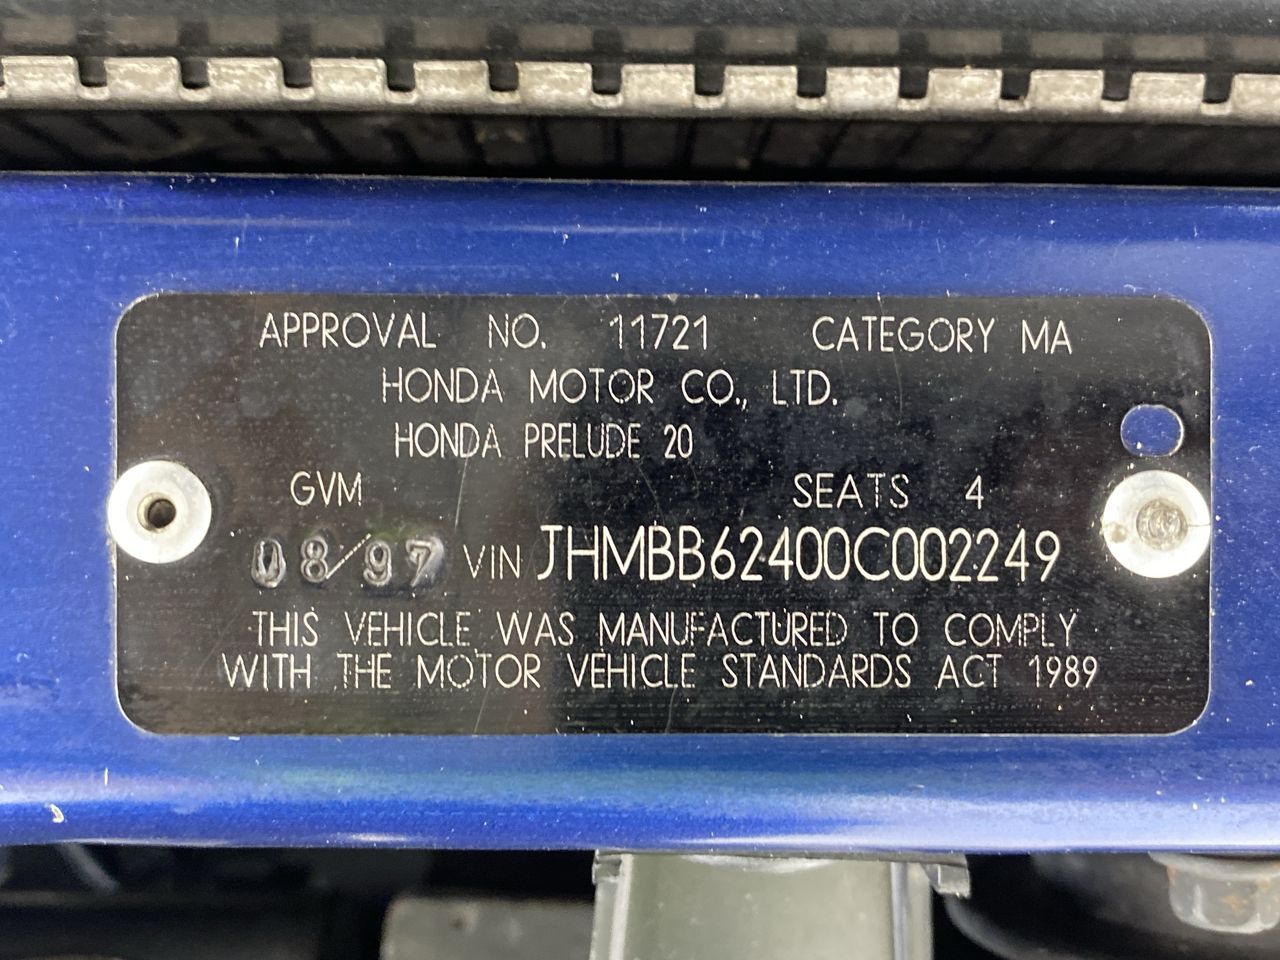 APPROVAL NO. 11721 CATEGORY MA
HONDA MOTOR CO., LTD.
HONDA PRELUDE 20
GVM SEATS 4
08/97 VIN JHMBB62400C002249
THIS VEHICLE WAS MANUFACTURED TO COMPLY
WITH THE MOTOR VEHICLE STANDARDS ACT 1989